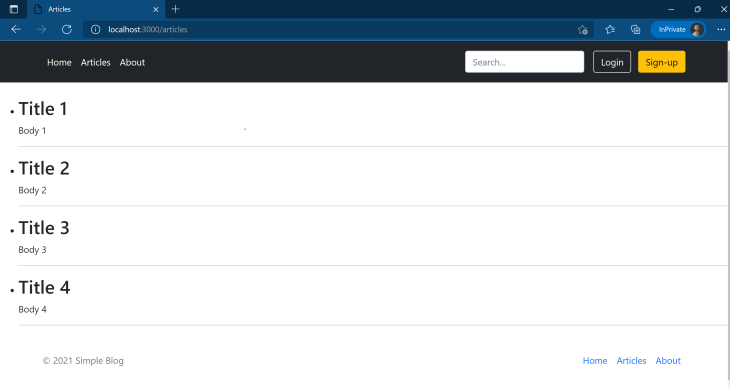 Articles
localhost:3000/articles
InPrivate
Home Articles About Search... Login Sign-up
Title 1
Body 1
Title 2
Body 2
Title 3
Body 3
Title 4
Body 4
© 2021 Simple Blog Home Articles About